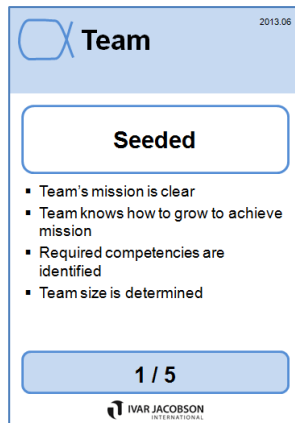 2013.06
Team
Seeded
▪ Team's mission is clear
▪ Team knows how to grow to achieve
mission
▪ Required competencies are
identified
▪ Team size is determined
1 / 5
IVAR JACOBSON
INTERNATIONAL